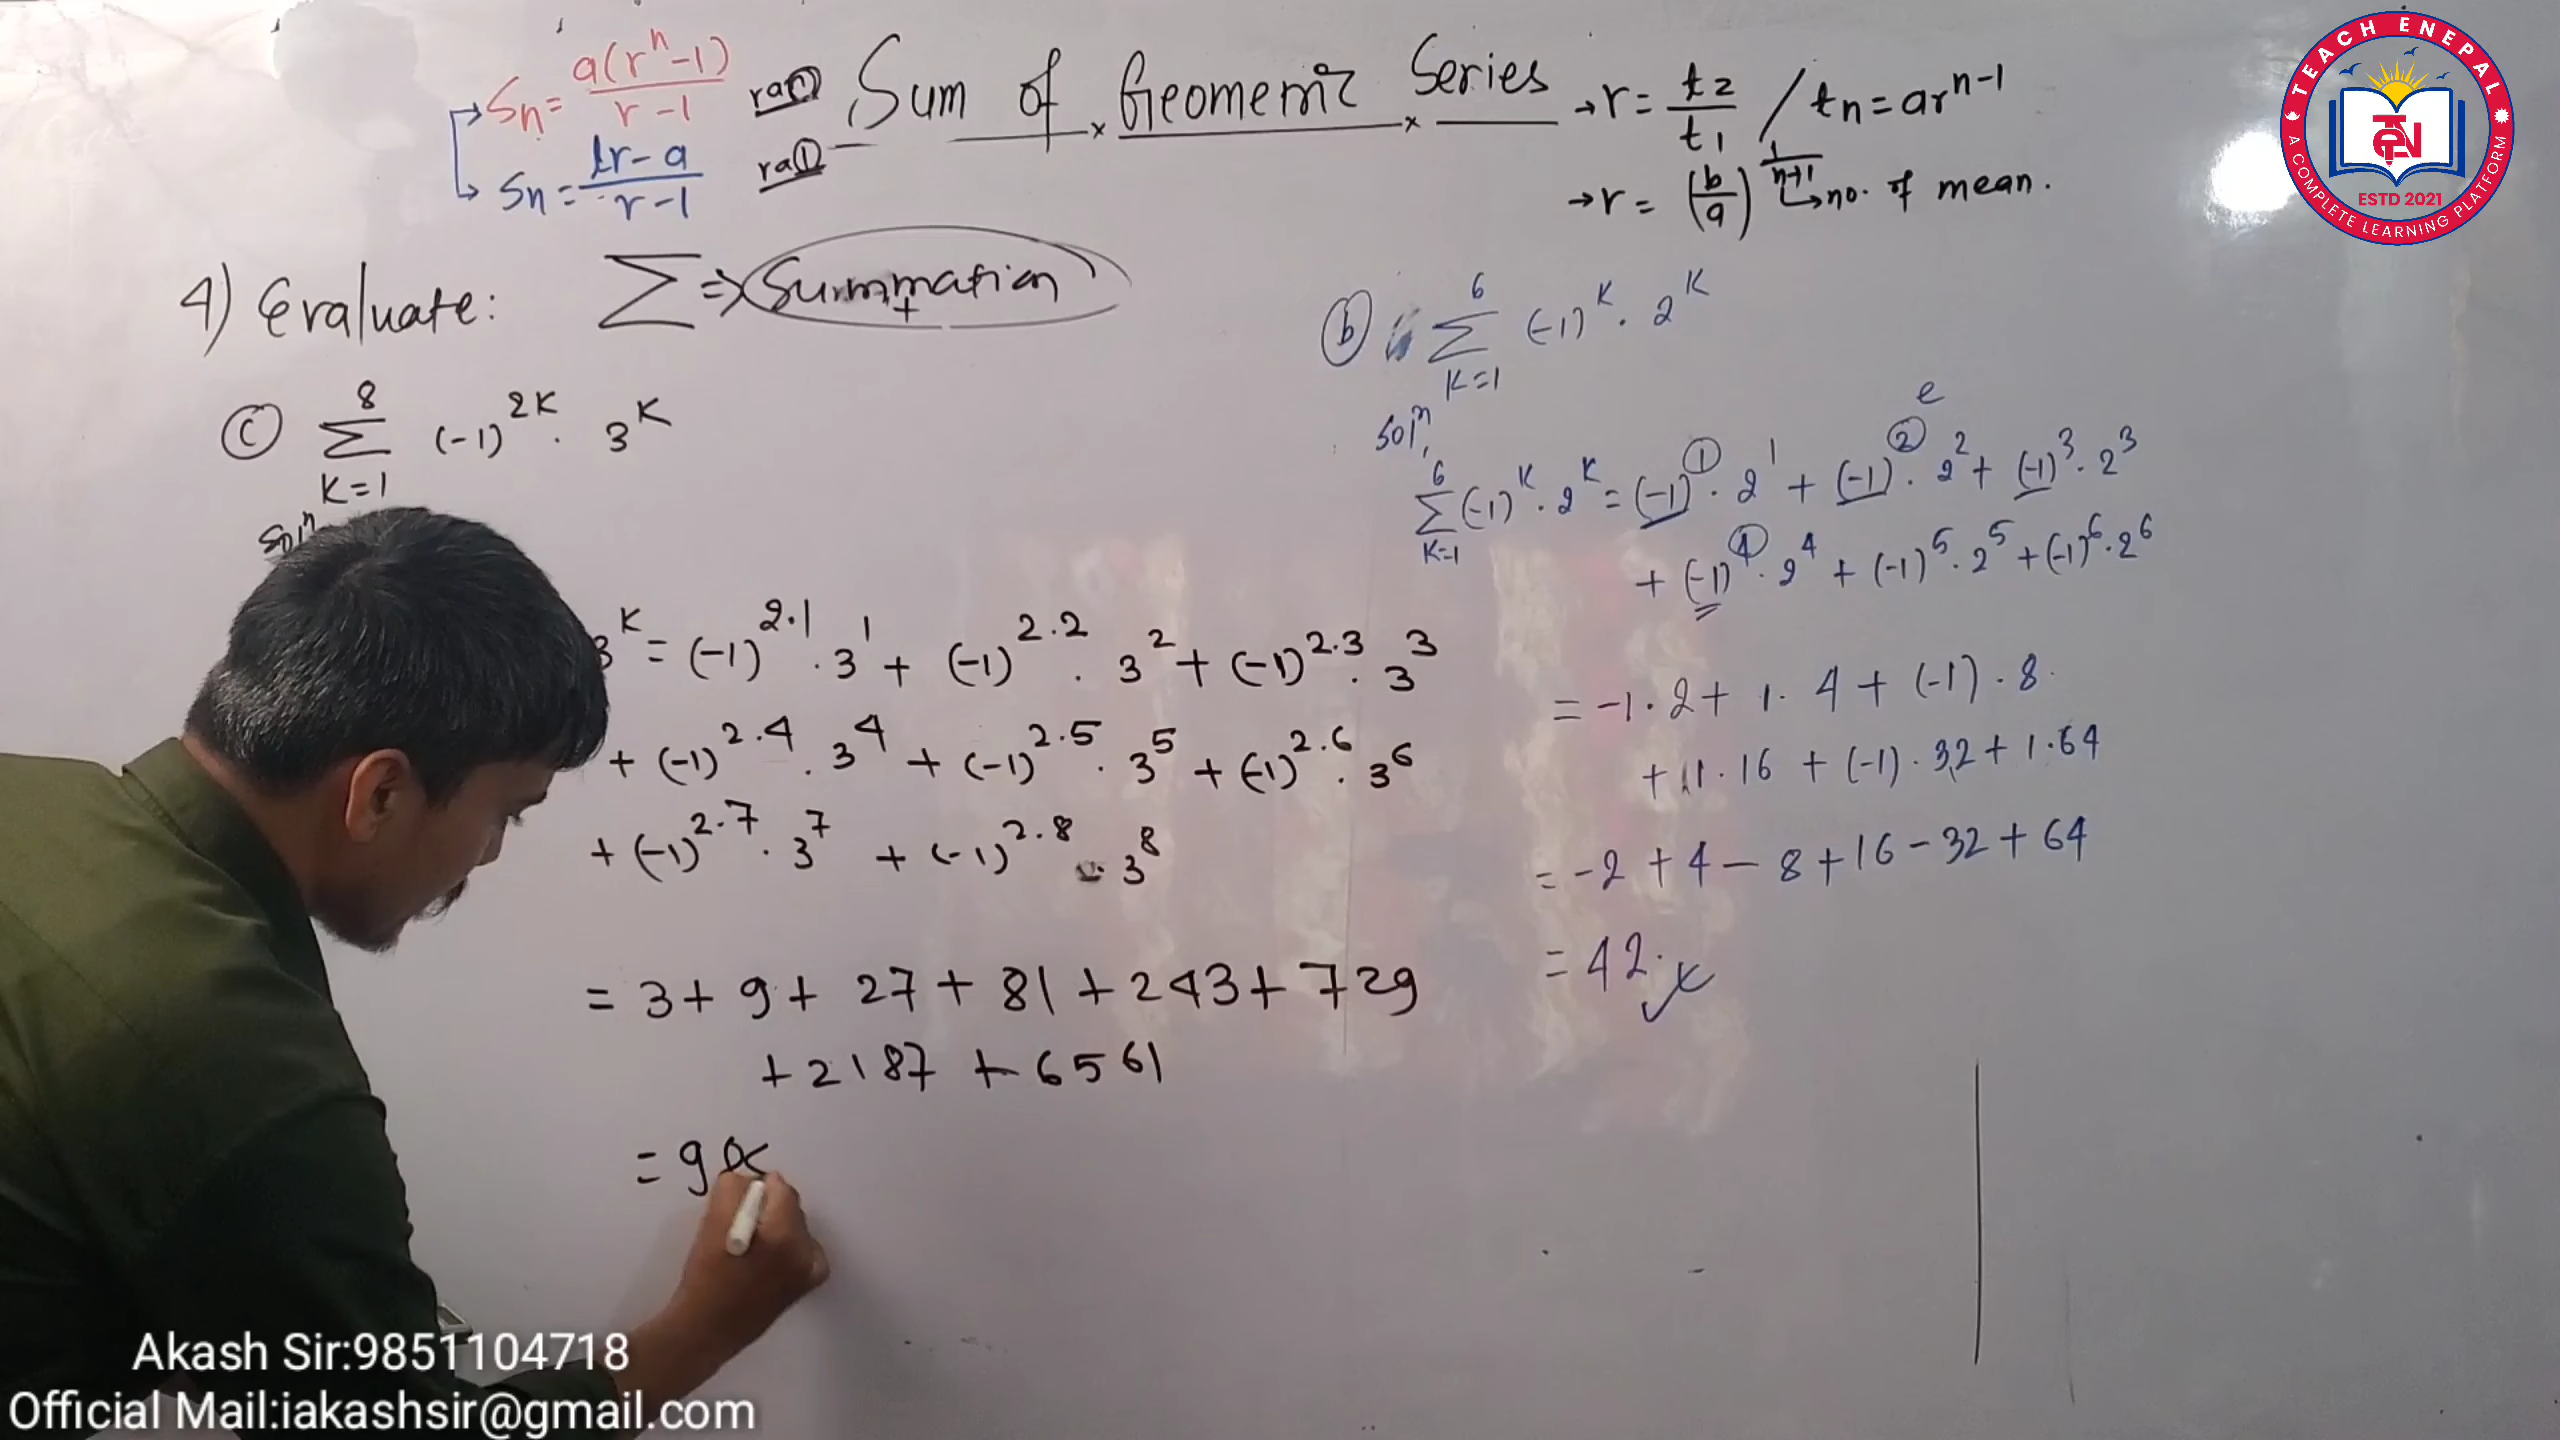 Sn = a(r^n - 1) / r - 1
Sn = lr - a / r - 1
Sum of Geometric Series
→ r = t2 / t1 / tn = ar^n-1
→ r = (b/a)^1/n+1 → no. of mean.
4) Evaluate: Σ => Summation
+
(c) 8 Σ K=1 (-1)^2K . 3^K
Sol^n
3^K = (-1)^2.1 . 3^1 + (-1)^2.2 . 3^2 + (-1)^2.3 . 3^3
+ (-1)^2.4 . 3^4 + (-1)^2.5 . 3^5 + (-1)^2.6 . 3^6
+ (-1)^2.7 . 3^7 + (-1)^2.8 . 3^8
= 3 + 9 + 27 + 81 + 243 + 729
+ 2187 + 6561
= 9
(b) 6 Σ K=1 (-1)^K . 2^K
Sol^n,
e
6 Σ K=1 (-1)^K . 2^K = (-1)^1 . 2^1 + (-1)^2 . 2^2 + (-1)^3 . 2^3
+ (-1)^4 . 2^4 + (-1)^5 . 2^5 + (-1)^6 . 2^6
= -1 . 2 + 1 . 4 + (-1) . 8
+ 1 . 16 + (-1) . 32 + 1 . 64
= -2 + 4 - 8 + 16 - 32 + 64
= 42.
TEACH ENEPAL
TEN
ESTD 2021
A COMPLETE LEARNING PLATFORM
Akash Sir:9851104718
Official Mail:iakashsir@gmail.com